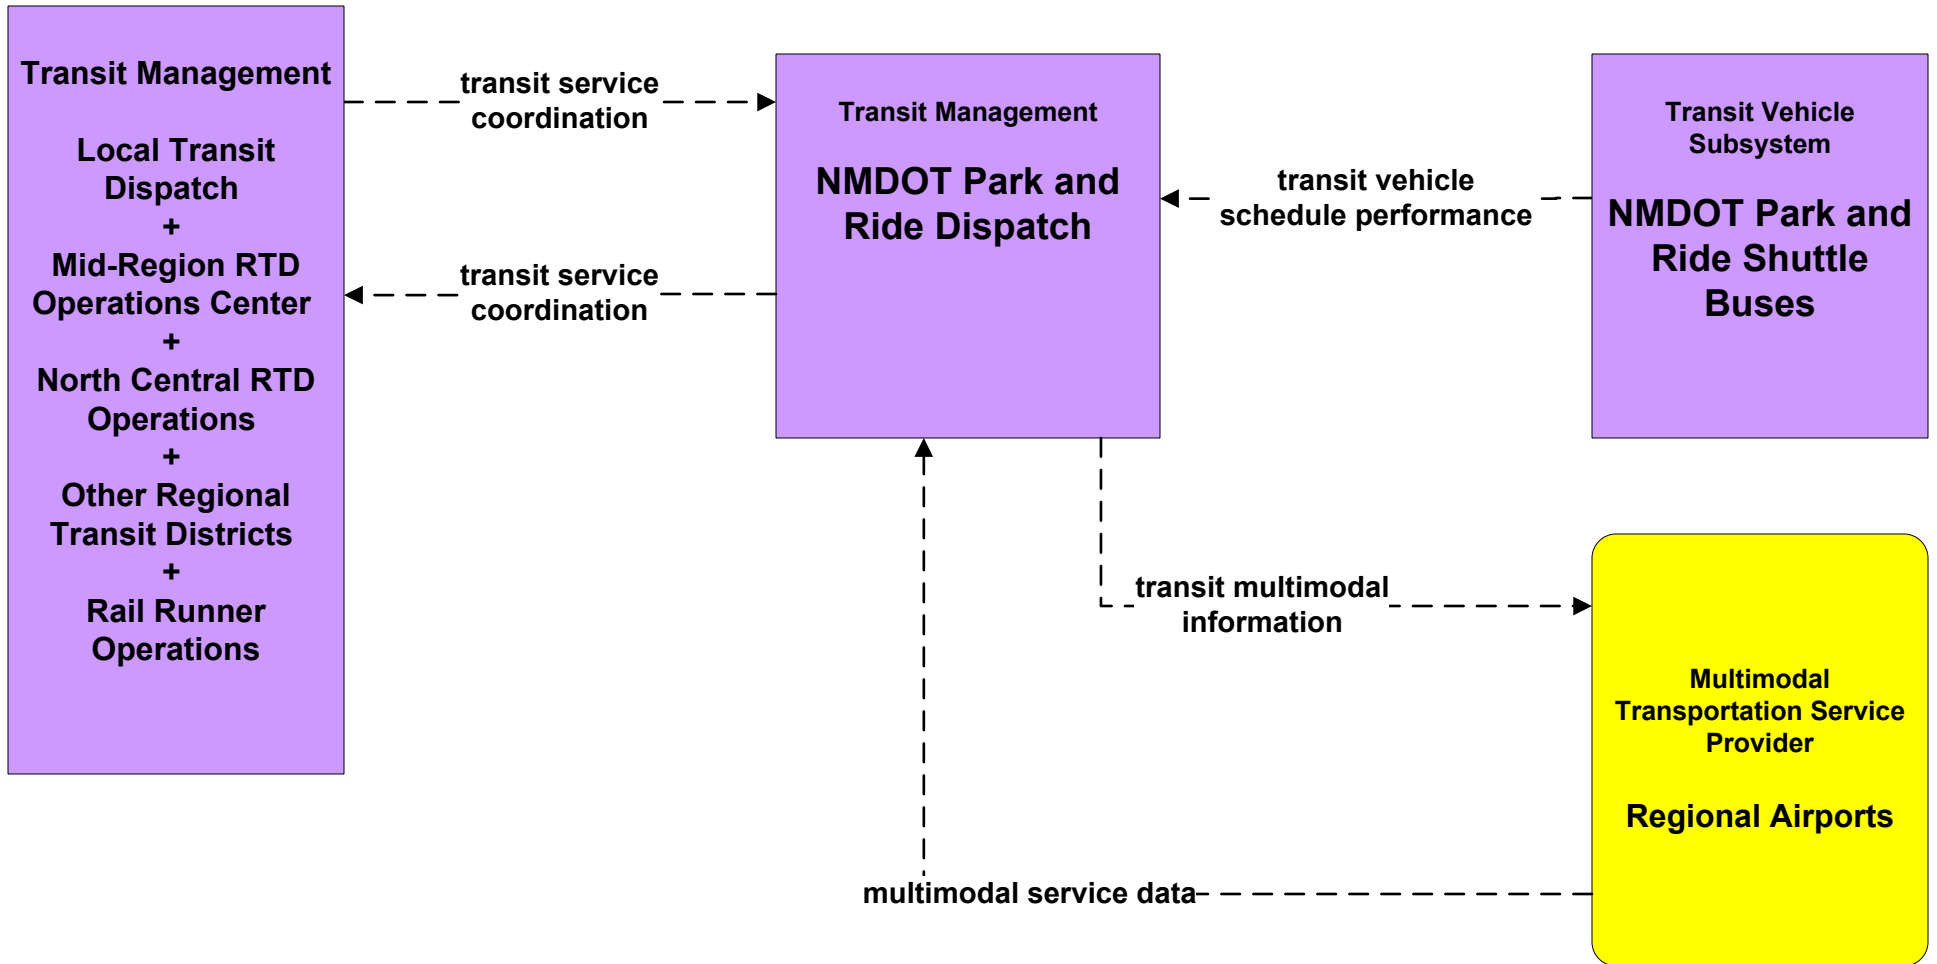 Transit Management
Local Transit
Dispatch
+
Mid-Region RTD
Operations Center
+
North Central RTD
Operations
+
Other Regional
Transit Districts
+
Rail Runner
Operations
transit service
coordination
transit service
coordination
Transit Management
NMDOT Park and
Ride Dispatch
transit vehicle
schedule performance
Transit Vehicle
Subsystem
NMDOT Park and
Ride Shuttle
Buses
transit multimodal
information
Multimodal
Transportation Service
Provider
Regional Airports
multimodal service data